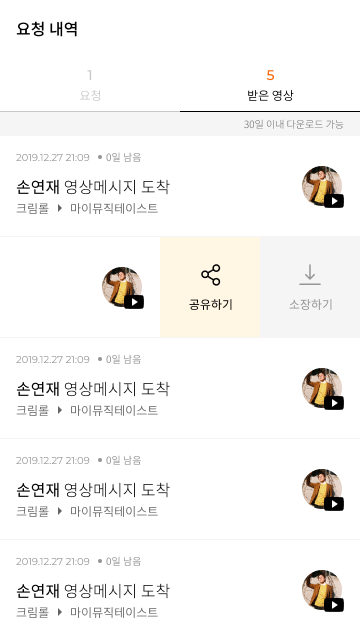 요청 내역
1
요청
5
받은 영상
30일 이내 다운로드 가능
2019.12.27 21:09 • 0일 남음
손연재 영상메시지 도착
크림롤 ▶ 마이뮤직테이스트
공유하기
소장하기
2019.12.27 21:09 • 0일 남음
손연재 영상메시지 도착
크림롤 ▶ 마이뮤직테이스트
2019.12.27 21:09 • 0일 남음
손연재 영상메시지 도착
크림롤 ▶ 마이뮤직테이스트
2019.12.27 21:09 • 0일 남음
손연재 영상메시지 도착
크림롤 ▶ 마이뮤직테이스트